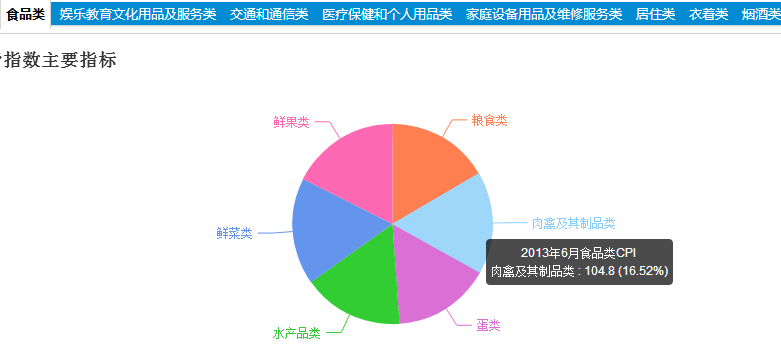 食品类 娱乐教育文化用品及服务类 交通和通信类 医疗保健和个人用品类 家庭设备用品及维修服务类 居住类 衣着类 烟酒类
指数主要指标
鲜果类
粮食类
肉禽及其制品类
鲜菜类
2013年6月食品类CPI
肉禽及其制品类 : 104.8 (16.52%)
蛋类
水产品类